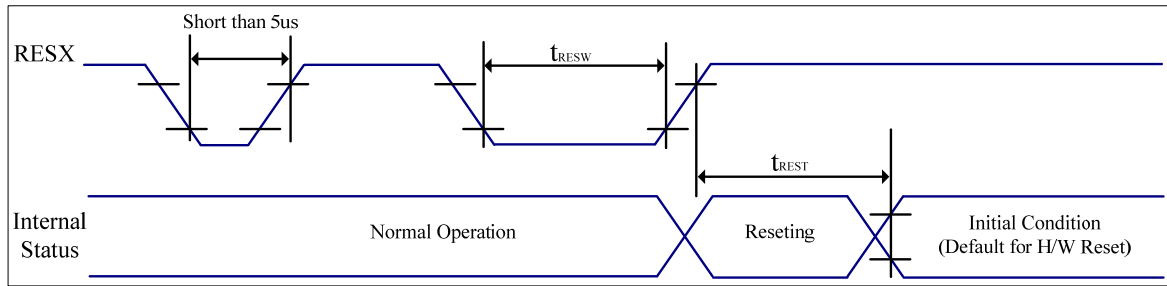 Short than 5us
RESX
tRESW
tREST
Internal
Status
Normal Operation
Reseting
Initial Condition
(Default for H/W Reset)